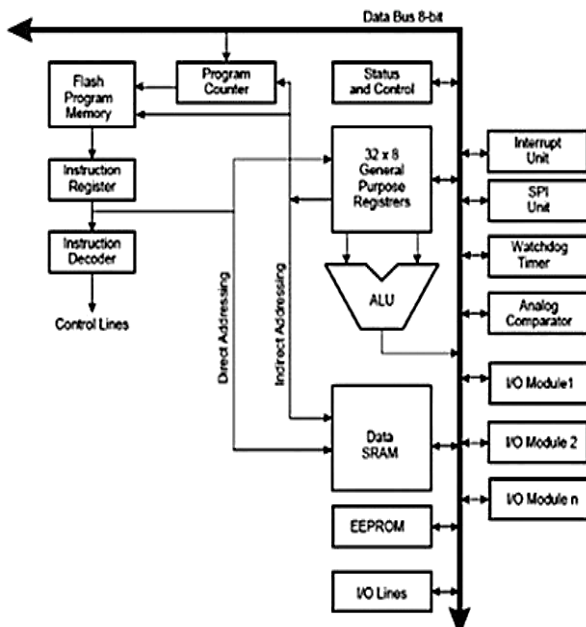 Data Bus 8-bit
Flash
Program
Memory
Program
Counter
Status
and Control
Instruction
Register
32 x 8
General
Purpose
Registrers
Interrupt
Unit
SPI
Unit
Instruction
Decoder
Watchdog
Timer
ALU
Analog
Comparator
Control Lines
Direct Addressing
Indirect Addressing
I/O Module1
Data
SRAM
I/O Module 2
I/O Module n
EEPROM
I/O Lines